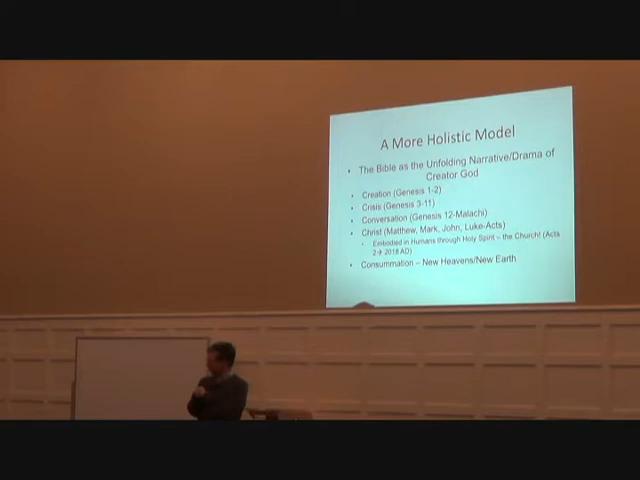 A More Holistic Model
• The Bible as the Unfolding Narrative/Drama of
Creator God
• Creation (Genesis 1-2)
• Crisis (Genesis 3-11)
• Conversation (Genesis 12-Malachi)
• Christ (Matthew, Mark, John, Luke-Acts)
• Embodied in Humans through Holy Spirit – the Church! (Acts
2→ 2018 AD)
• Consummation – New Heavens/New Earth